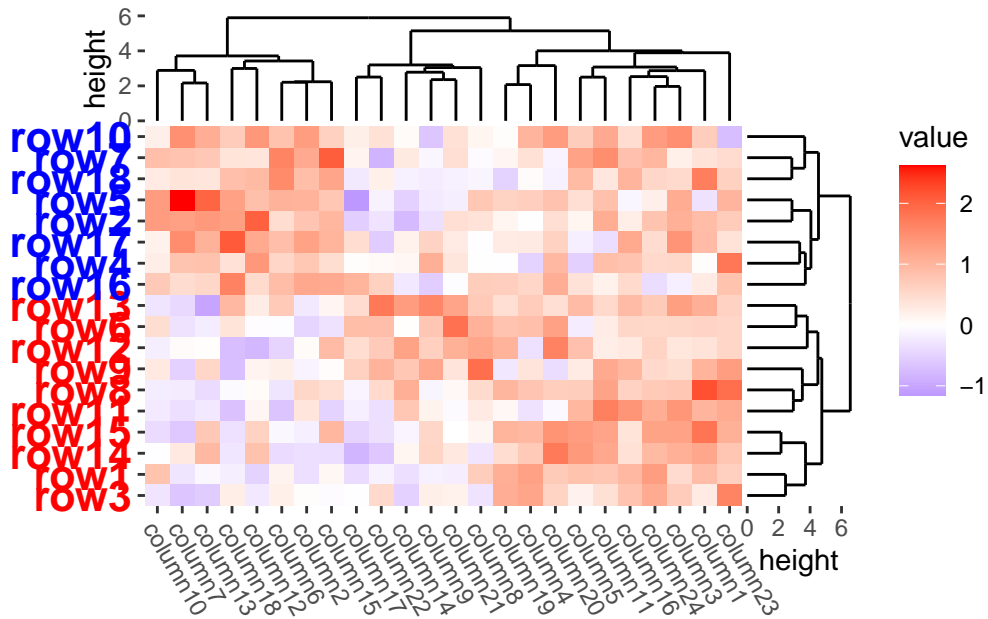 6
4
2
0
height
row10
row7
row18
row5
row2
row17
row4
row16
row13
row6
row12
row9
row8
row11
row15
row14
row1
row3
column10
column7
column13
column18
column12
column6
column2
column15
column17
column22
column14
column9
column21
column8
column19
column4
column20
column5
column11
column16
column24
column3
column1
column23
0 2 4 6
height
value
2
1
0
−1